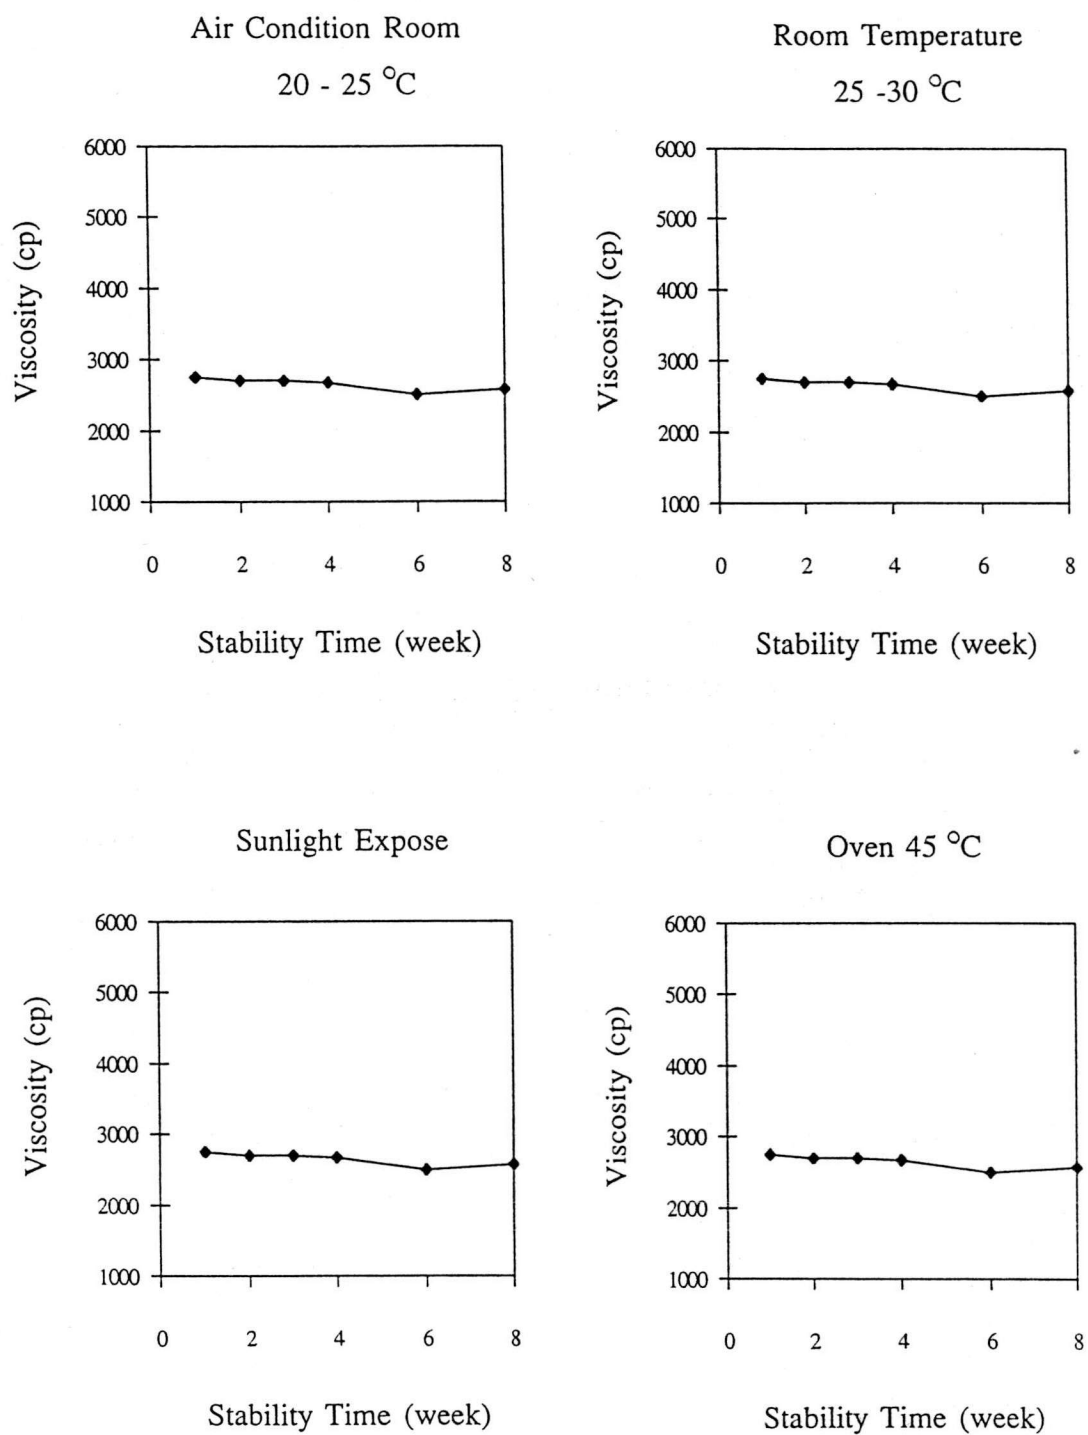 Air Condition Room
20 - 25 °C
6000
5000
4000
3000
2000
1000
Viscosity (cp)
0 2 4 6 8
Stability Time (week)
Room Temperature
25 -30 °C
6000
5000
4000
3000
2000
1000
Viscosity (cp)
0 2 4 6 8
Stability Time (week)
Sunlight Expose
6000
5000
4000
3000
2000
1000
Viscosity (cp)
0 2 4 6 8
Stability Time (week)
Oven 45 °C
6000
5000
4000
3000
2000
1000
Viscosity (cp)
0 2 4 6 8
Stability Time (week)